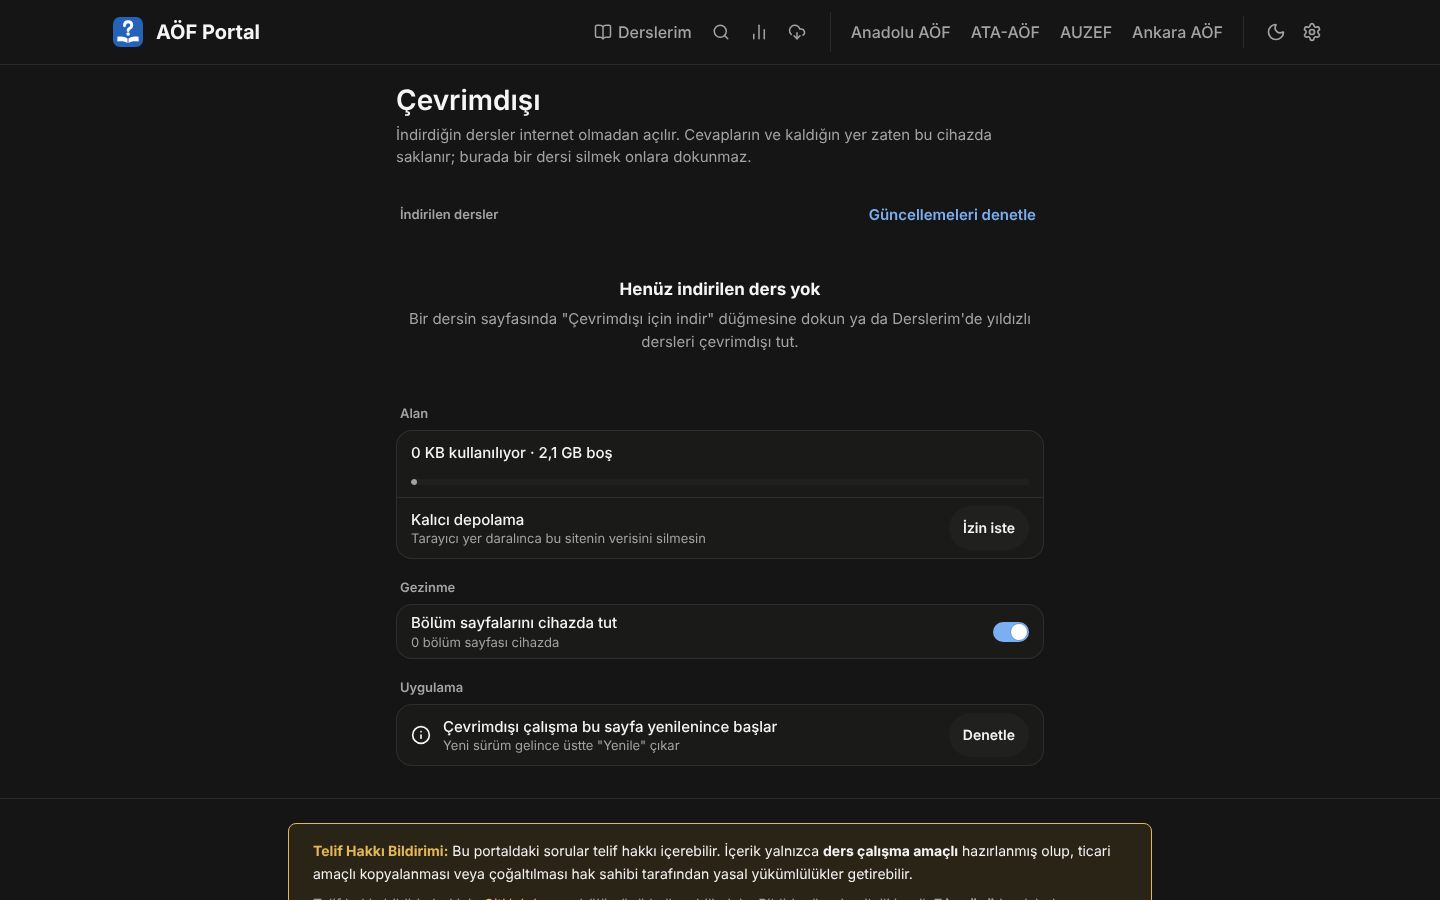 AÖF Portal
Derslerim
Anadolu AÖF
ATA-AÖF
AUZEF
Ankara AÖF
Çevrimdışı
İndirdiğin dersler internet olmadan açılır. Cevapların ve kaldığın yer zaten bu cihazda
saklanır; burada bir dersi silmek onlara dokunmaz.
İndirilen dersler
Güncellemeleri denetle
Henüz indirilen ders yok
Bir dersin sayfasında "Çevrimdışı için indir" düğmesine dokun ya da Derslerim'de yıldızlı
dersleri çevrimdışı tut.
Alan
0 KB kullanılıyor · 2,1 GB boş
Kalıcı depolama
Tarayıcı yer daralınca bu sitenin verisini silmesin
İzin iste
Gezinme
Bölüm sayfalarını cihazda tut
0 bölüm sayfası cihazda
Uygulama
Çevrimdışı çalışma bu sayfa yenilenince başlar
Yeni sürüm gelince üstte "Yenile" çıkar
Denetle
Telif Hakkı Bildirimi: Bu portaldaki sorular telif hakkı içerebilir. İçerik yalnızca ders çalışma amaçlı hazırlanmış olup, ticari
amaçlı kopyalanması veya çoğaltılması hak sahibi tarafından yasal yükümlülükler getirebilir.